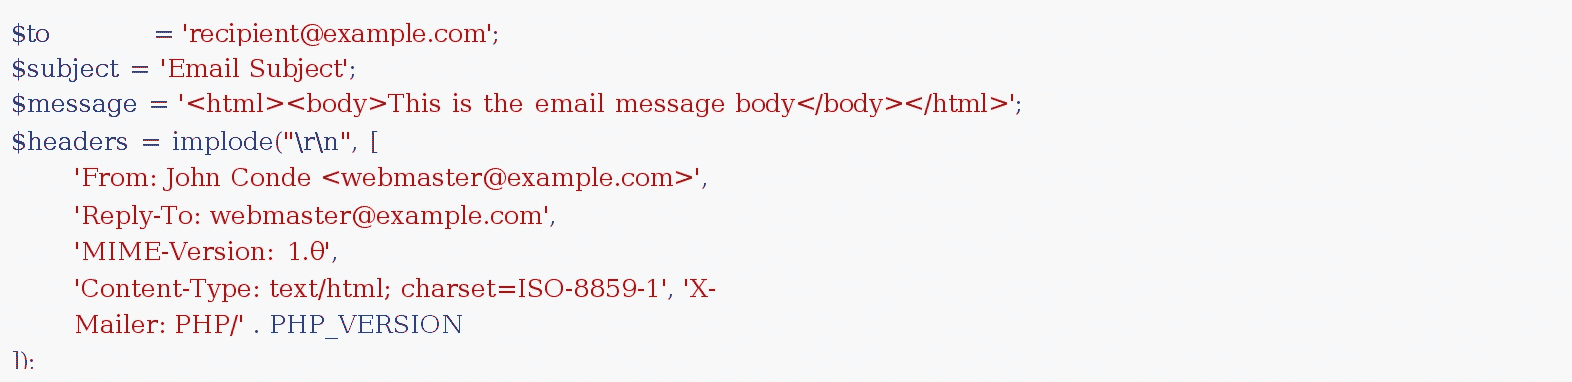 $to = 'recipient@example.com';
$subject = 'Email Subject';
$message = '<html><body>This is the email message body</body></html>';
$headers = implode("\r\n", [
'From: John Conde <webmaster@example.com>',
'Reply-To: webmaster@example.com',
'MIME-Version: 1.0',
'Content-Type: text/html; charset=ISO-8859-1', 'X-
Mailer: PHP/' . PHP_VERSION
]);